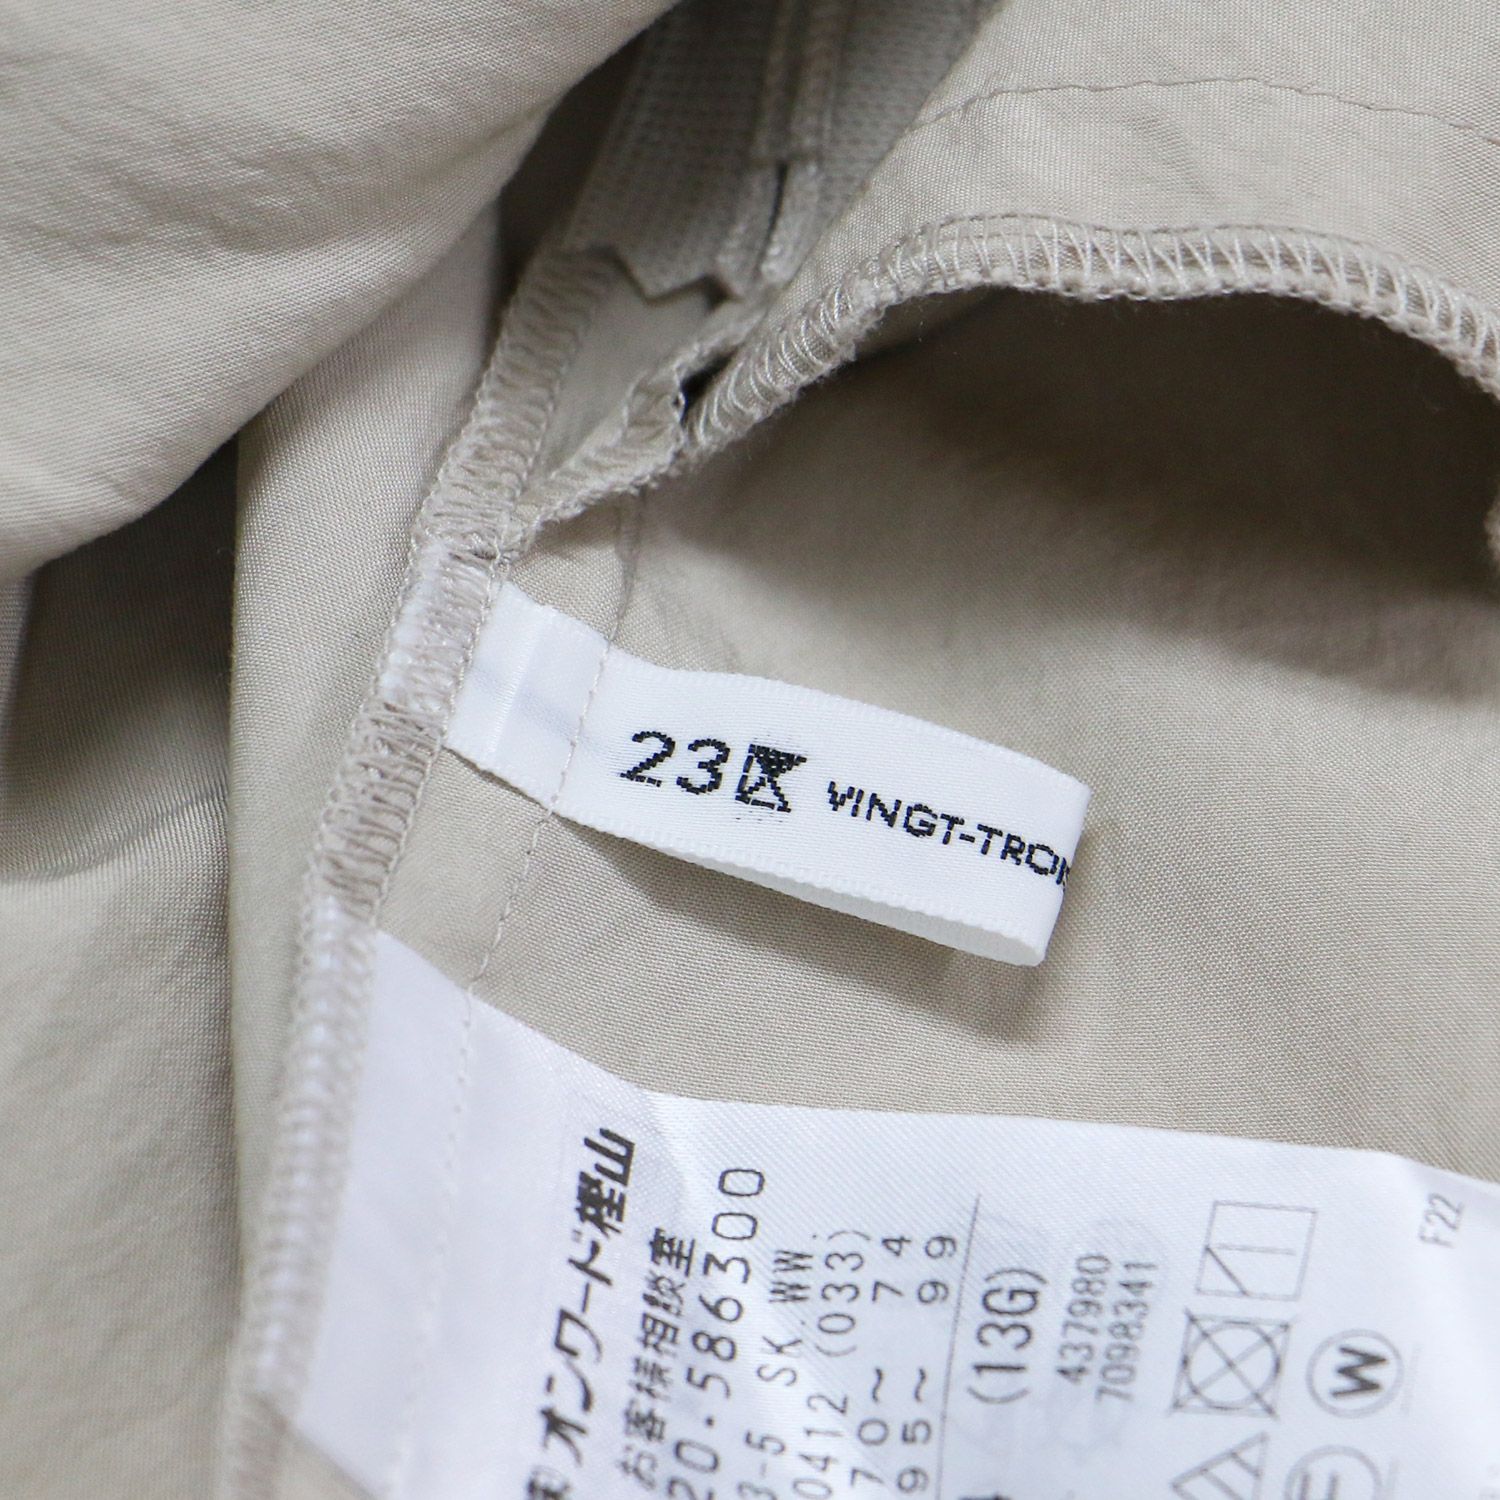 23区 VINGT-TROIS
㈱オンワード樫山
お客様相談室
20.586300
3-5 SK.WW.
0412 (033)
70~ 74
95~ 99
(13G)
437980
7098341
W
F22